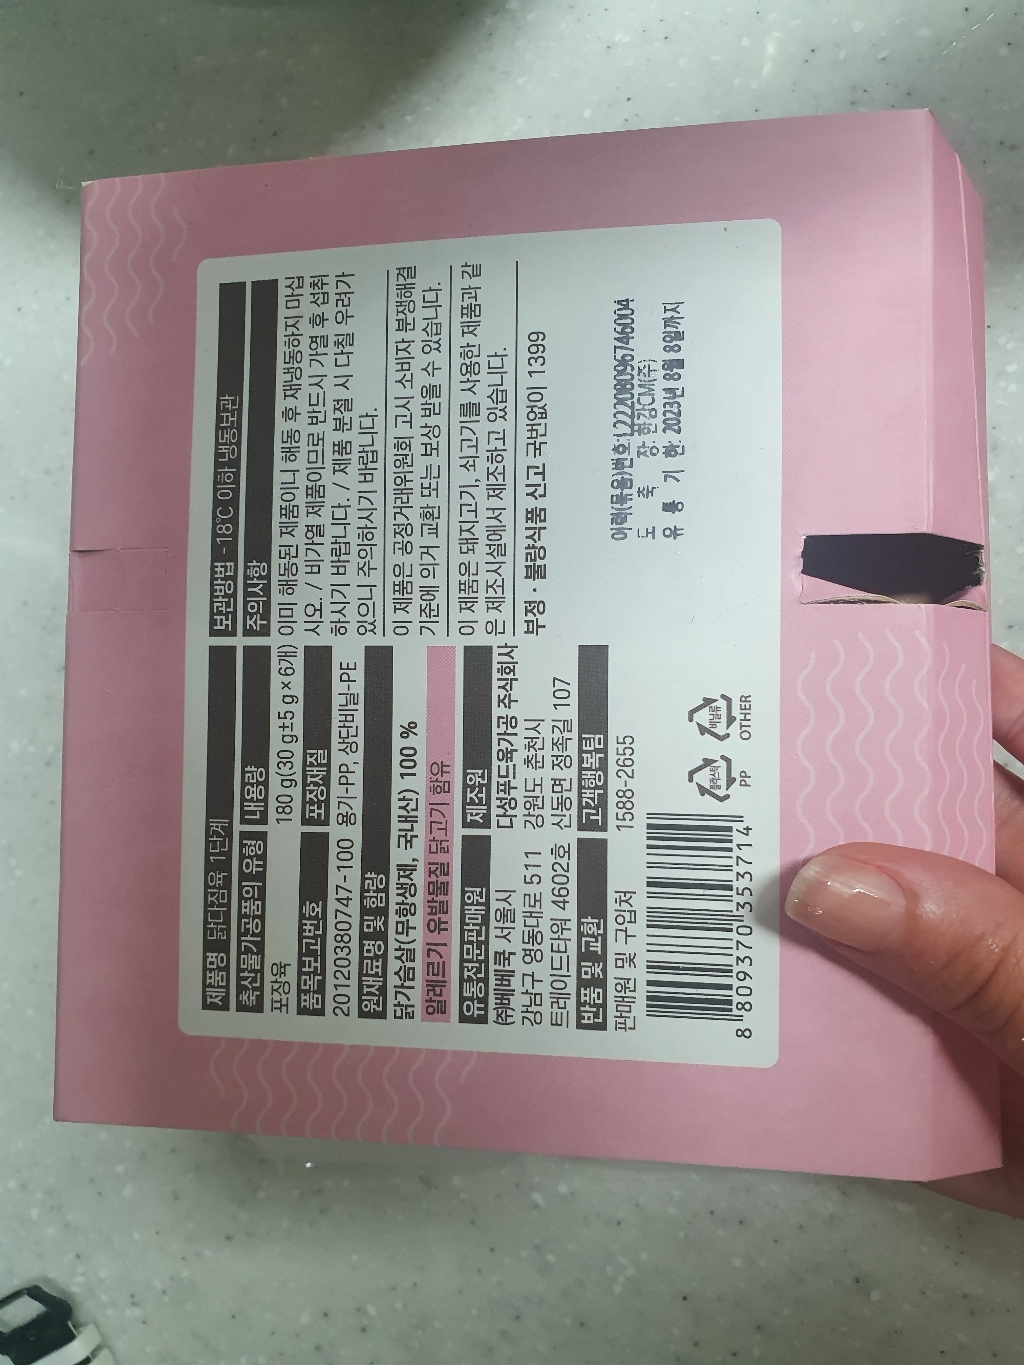 제품명 닭다짐육 1단계
축산물가공품의 유형
포장육
내용량
180 g(30 g±5 g×6개)
품목보고번호
20120380747-100
포장재질
용기-PP, 상단비닐-PE
원재료명 및 함량
닭가슴살(무항생제, 국내산) 100 %
알레르기 유발물질 닭고기 함유
유통전문판매원
㈜베베쿡 서울시
강남구 영동대로 511
트레이드타워 4602호
제조원
다성푸드육가공 주식회사
강원도 춘천시
신동면 정족길 107
반품 및 교환
판매원 및 구입처
고객행복팀
1588-2655
8 809370 353714
플라스틱
PP
비닐류
OTHER
보관방법 -18℃ 이하 냉동보관
주의사항
이미 해동된 제품이니 해동 후 재냉동하지 마십
시오. / 비가열 제품이므로 반드시 가열 후 섭취
하시기 바랍니다. / 제품 분절 시 다칠 우려가
있으니 주의하시기 바랍니다.
이 제품은 공정거래위원회 고시 소비자 분쟁해결
기준에 의거 교환 또는 보상 받을 수 있습니다.
이 제품은 돼지고기, 쇠고기를 사용한 제품과 같
은 제조시설에서 제조하고 있습니다.
부정 · 불량식품 신고 국번없이 1399
이력(묶음)번호:L22208096746004
도 축 장:한강CM(주)
유 통 기 한: 2023년 8월 8일까지